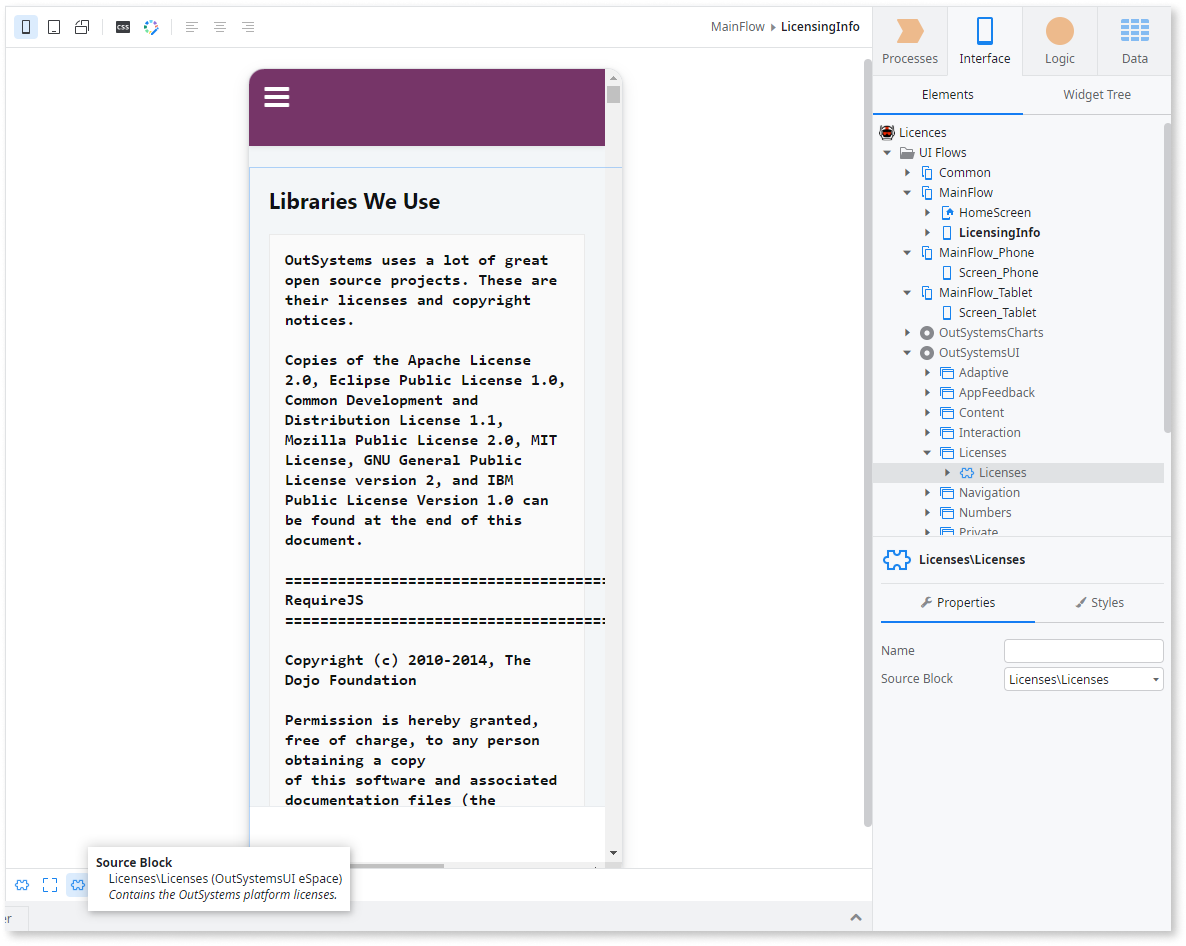 CSS
MainFlow ▸ LicensingInfo
Processes
Interface
Logic
Data
Elements
Widget Tree
Licences
UI Flows
Common
MainFlow
HomeScreen
LicensingInfo
MainFlow_Phone
Screen_Phone
MainFlow_Tablet
Screen_Tablet
OutSystemsCharts
OutSystemsUI
Adaptive
AppFeedback
Content
Interaction
Licenses
Licenses
Navigation
Numbers
Private
Licenses\Licenses
Properties
Styles
Name
Source Block
Licenses\Licenses
Libraries We Use
OutSystems uses a lot of great
open source projects. These are
their licenses and copyright
notices.
Copies of the Apache License
2.0, Eclipse Public License 1.0,
Common Development and
Distribution License 1.1,
Mozilla Public License 2.0, MIT
License, GNU General Public
License version 2, and IBM
Public License Version 1.0 can
be found at the end of this
document.
=====================================
RequireJS
=====================================
Copyright (c) 2010-2014, The
Dojo Foundation
Permission is hereby granted,
free of charge, to any person
obtaining a copy
of this software and associated
documentation files (the
Source Block
Licenses\Licenses (OutSystemsUI eSpace)
Contains the OutSystems platform licenses.
er